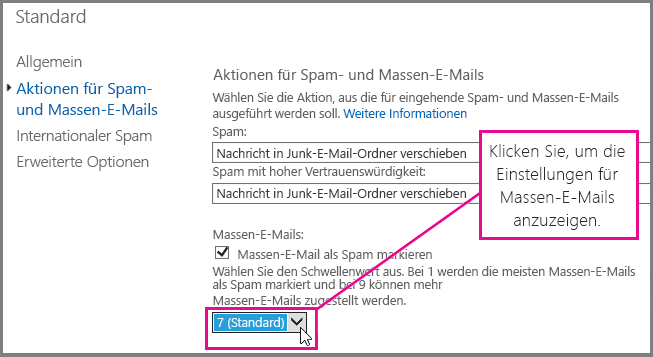 Standard
Allgemein
Aktionen für Spam-
und Massen-E-Mails
Internationaler Spam
Erweiterte Optionen
Aktionen für Spam- und Massen-E-Mails
Wählen Sie die Aktion, aus die für eingehende Spam- und Massen-E-Mails
ausgeführt werden soll. Weitere Informationen
Spam:
Nachricht in Junk-E-Mail-Ordner verschieben
Spam mit hoher Vertrauenswürdigkeit:
Nachricht in Junk-E-Mail-Ordner verschieben
Klicken Sie, um die
Einstellungen für
Massen-E-Mails
anzuzeigen.
Massen-E-Mails:
Massen-E-Mail als Spam markieren
Wählen Sie den Schwellenwert aus. Bei 1 werden die meisten Massen-E-Mails
als Spam markiert und bei 9 können mehr
Massen-E-Mails zugestellt werden.
7 (Standard)